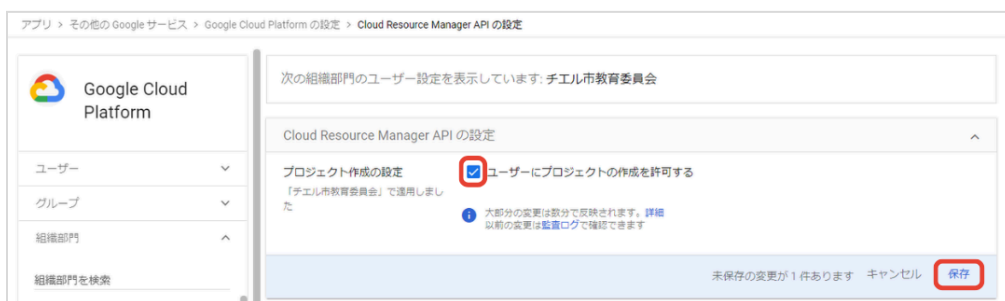 アプリ > その他の Google サービス > Google Cloud Platform の設定 > Cloud Resource Manager API の設定
Google Cloud
Platform
ユーザー
グループ
組織部門
組織部門を検索
次の組織部門のユーザー設定を表示しています: チエル市教育委員会
Cloud Resource Manager API の設定
プロジェクト作成の設定
「チエル市教育委員会」で適用しまし
た
ユーザーにプロジェクトの作成を許可する
大部分の変更は数分で反映されます。詳細
以前の変更は監査ログで確認できます
未保存の変更が 1 件あります キャンセル 保存